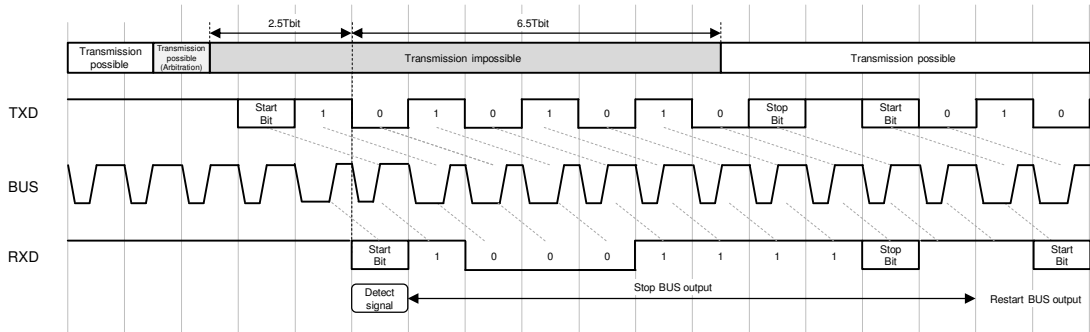 2.5Tbit
6.5Tbit
Transmission
possible
Transmission
possible
(Arbitration)
Transmission impossible
Transmission possible
TXD
Start
Bit
1
0
1
0
1
0
1
0
Stop
Bit
Start
Bit
0
1
0
BUS
RXD
Start
Bit
1
0
0
0
1
1
1
1
Stop
Bit
Start
Bit
Detect
signal
Stop BUS output
Restart BUS output